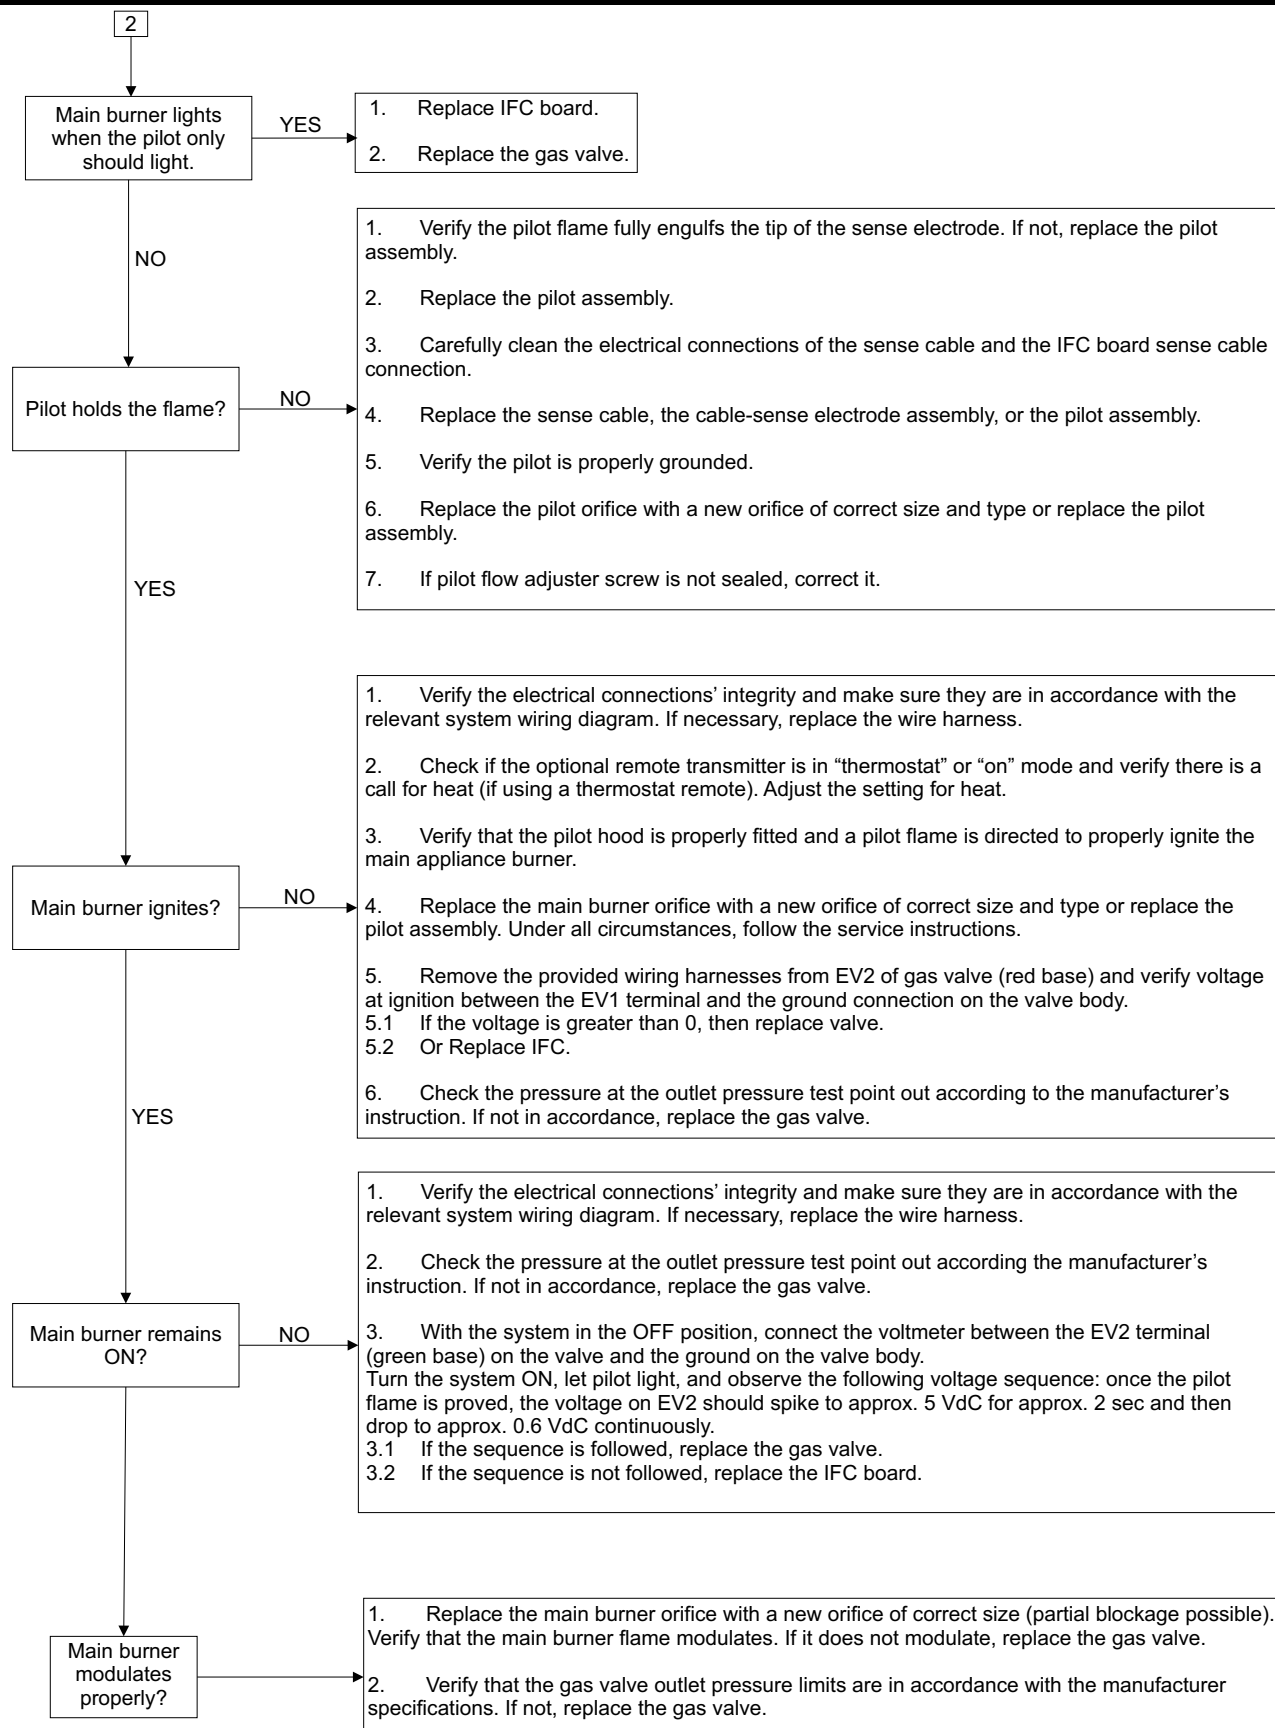 2
Main burner lights
when the pilot only
should light.
YES
1. Replace IFC board.
2. Replace the gas valve.
NO
Pilot holds the flame?
NO
1. Verify the pilot flame fully engulfs the tip of the sense electrode. If not, replace the pilot
assembly.
2. Replace the pilot assembly.
3. Carefully clean the electrical connections of the sense cable and the IFC board sense cable
connection.
4. Replace the sense cable, the cable-sense electrode assembly, or the pilot assembly.
5. Verify the pilot is properly grounded.
6. Replace the pilot orifice with a new orifice of correct size and type or replace the pilot
assembly.
7. If pilot flow adjuster screw is not sealed, correct it.
YES
Main burner ignites?
NO
1. Verify the electrical connections’ integrity and make sure they are in accordance with the
relevant system wiring diagram. If necessary, replace the wire harness.
2. Check if the optional remote transmitter is in “thermostat” or “on” mode and verify there is a
call for heat (if using a thermostat remote). Adjust the setting for heat.
3. Verify that the pilot hood is properly fitted and a pilot flame is directed to properly ignite the
main appliance burner.
4. Replace the main burner orifice with a new orifice of correct size and type or replace the
pilot assembly. Under all circumstances, follow the service instructions.
5. Remove the provided wiring harnesses from EV2 of gas valve (red base) and verify voltage
at ignition between the EV1 terminal and the ground connection on the valve body.
5.1 If the voltage is greater than 0, then replace valve.
5.2 Or Replace IFC.
6. Check the pressure at the outlet pressure test point out according to the manufacturer’s
instruction. If not in accordance, replace the gas valve.
YES
Main burner remains
ON?
NO
1. Verify the electrical connections’ integrity and make sure they are in accordance with the
relevant system wiring diagram. If necessary, replace the wire harness.
2. Check the pressure at the outlet pressure test point out according the manufacturer’s
instruction. If not in accordance, replace the gas valve.
3. With the system in the OFF position, connect the voltmeter between the EV2 terminal
(green base) on the valve and the ground on the valve body.
Turn the system ON, let pilot light, and observe the following voltage sequence: once the pilot
flame is proved, the voltage on EV2 should spike to approx. 5 VdC for approx. 2 sec and then
drop to approx. 0.6 VdC continuously.
3.1 If the sequence is followed, replace the gas valve.
3.2 If the sequence is not followed, replace the IFC board.
Main burner
modulates
properly?
1. Replace the main burner orifice with a new orifice of correct size (partial blockage possible).
Verify that the main burner flame modulates. If it does not modulate, replace the gas valve.
2. Verify that the gas valve outlet pressure limits are in accordance with the manufacturer
specifications. If not, replace the gas valve.